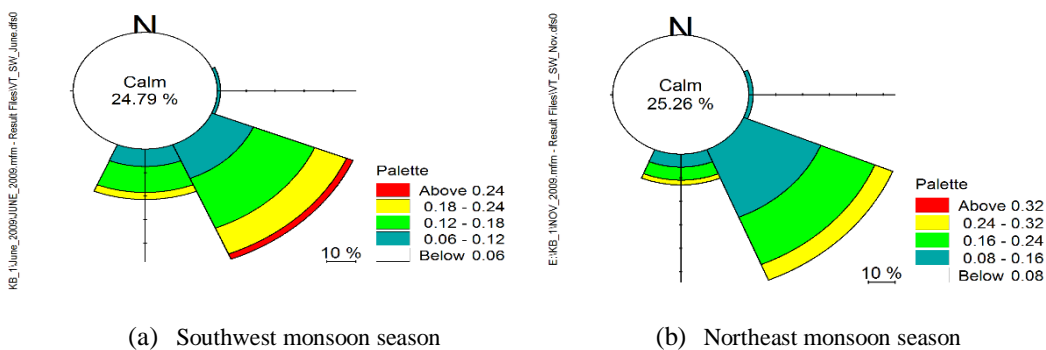 KB_1\June_2009\JUNE_2009.mfm - Result Files\VT_SW_June.dfs0
N
Calm
24.79 %
Palette
Above 0.24
0.18 - 0.24
0.12 - 0.18
0.06 - 0.12
Below 0.06
10 %
(a) Southwest monsoon season
E:\KB_1\NOV_2009.mfm - Result Files\VT_SW_Nov.dfs0
N
Calm
25.26 %
Palette
Above 0.32
0.24 - 0.32
0.16 - 0.24
0.08 - 0.16
Below 0.08
10 %
(b) Northeast monsoon season